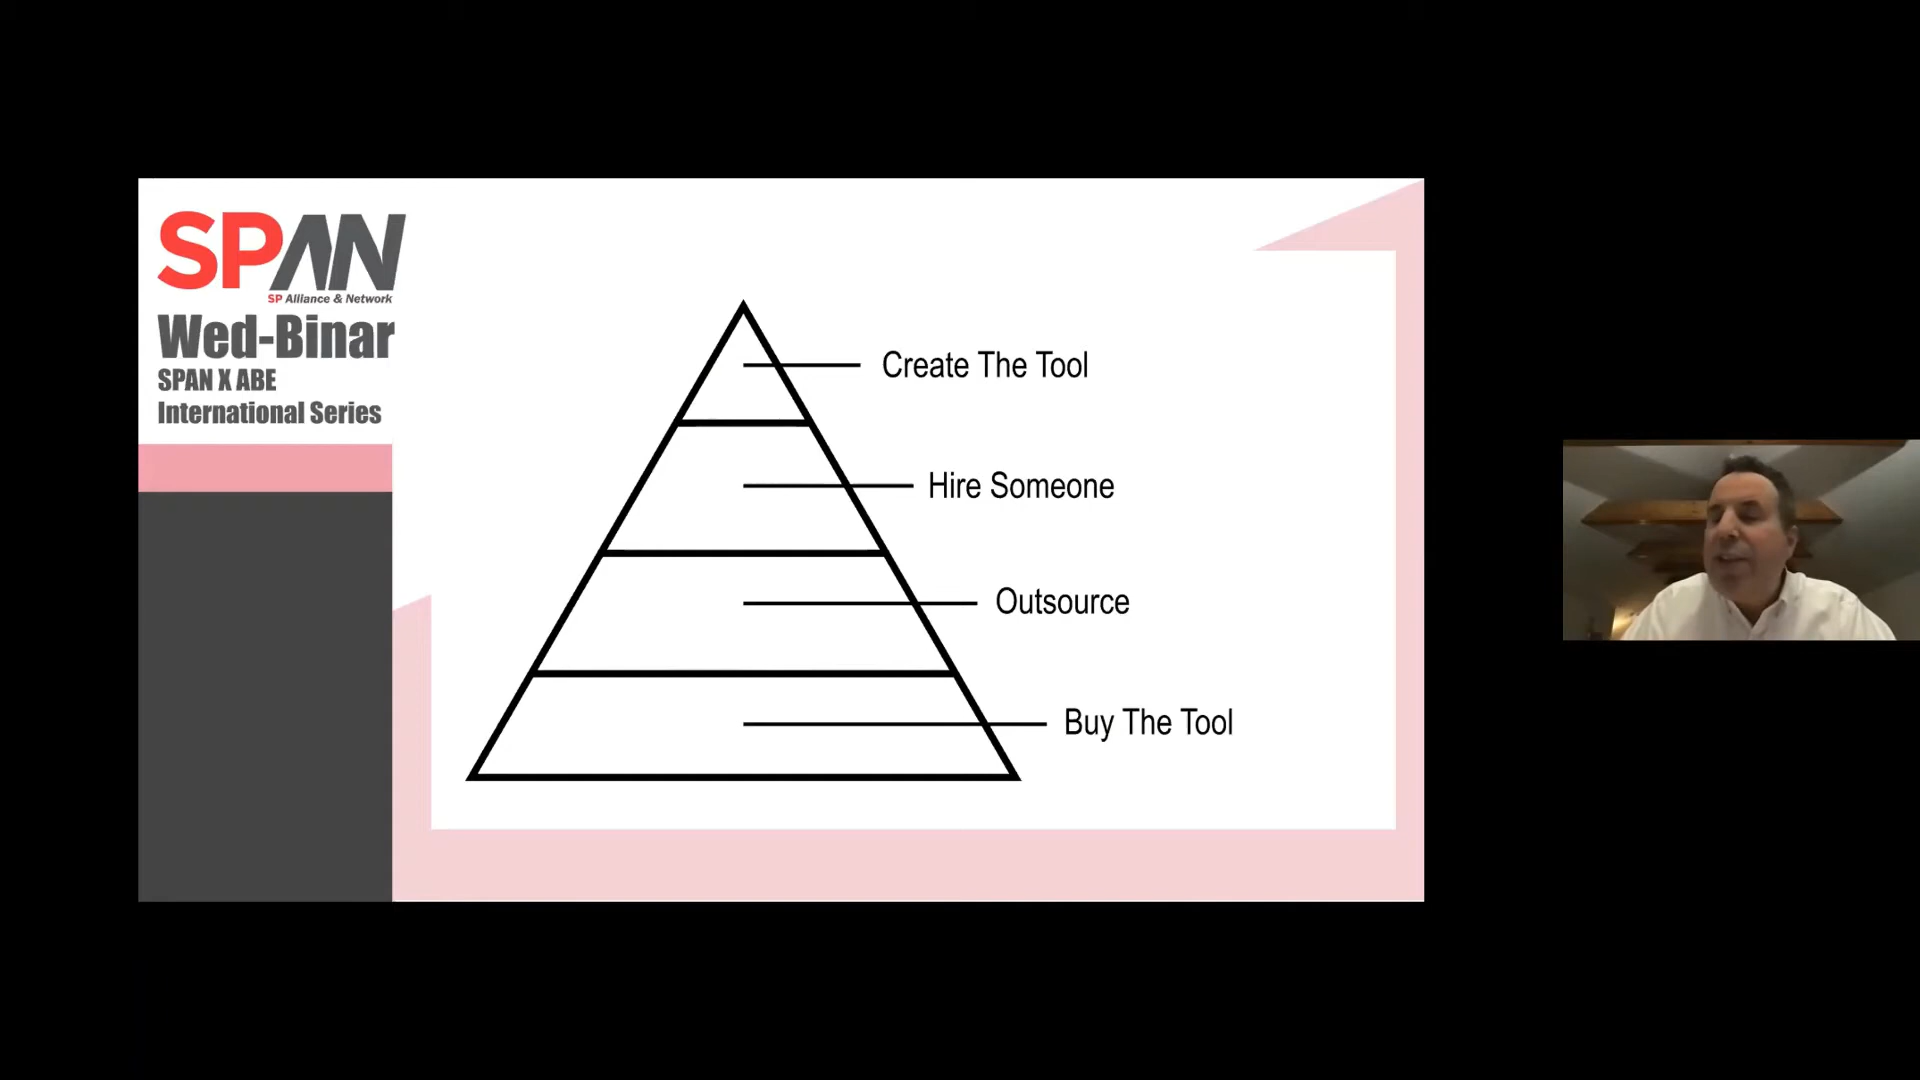 SPAN
SP Alliance & Network
Wed-Binar
SPAN X ABE
International Series
Create The Tool
Hire Someone
Outsource
Buy The Tool